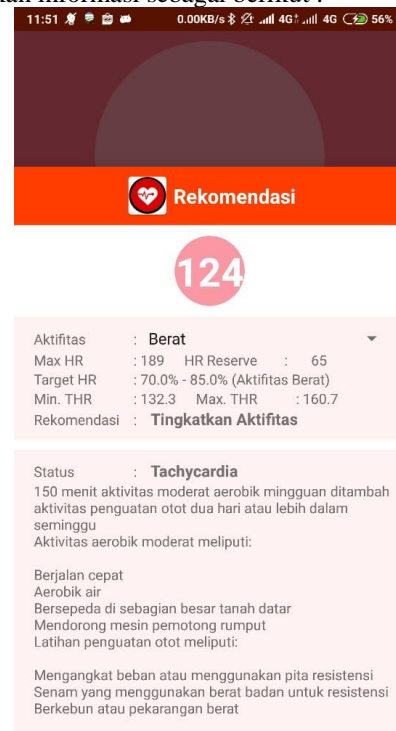 11:51 0.00KB/s 4G 4G 56%
Rekomendasi
124
Aktifitas : Berat
Max HR : 189 HR Reserve : 65
Target HR : 70.0% - 85.0% (Aktifitas Berat)
Min. THR : 132.3 Max. THR : 160.7
Rekomendasi : Tingkatkan Aktifitas
Status : Tachycardia
150 menit aktivitas moderat aerobik mingguan ditambah
aktivitas penguatan otot dua hari atau lebih dalam
seminggu
Aktivitas aerobik moderat meliputi:
Berjalan cepat
Aerobik air
Bersepeda di sebagian besar tanah datar
Mendorong mesin pemotong rumput
Latihan penguatan otot meliputi:
Mengangkat beban atau menggunakan pita resistensi
Senam yang menggunakan berat badan untuk resistensi
Berkebun atau pekarangan berat